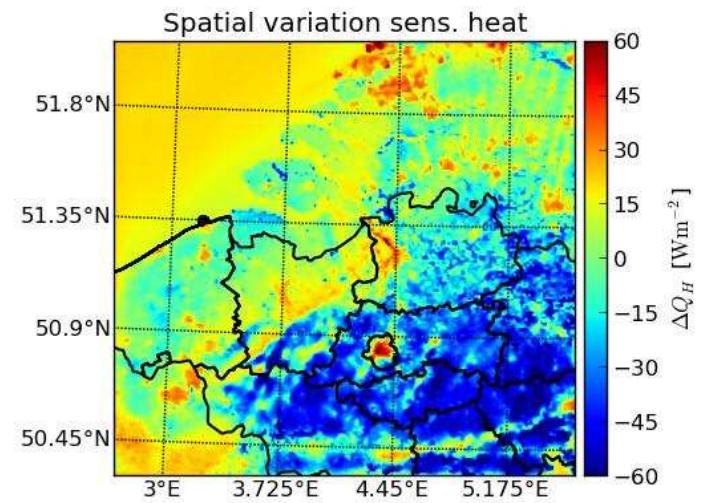 Spatial variation sens. heat
51.8°N
51.35°N
50.9°N
50.45°N
3°E 3.725°E 4.45°E 5.175°E
60
45
30
15
0
−15
−30
−45
−60
ΔQ_H [Wm⁻²]